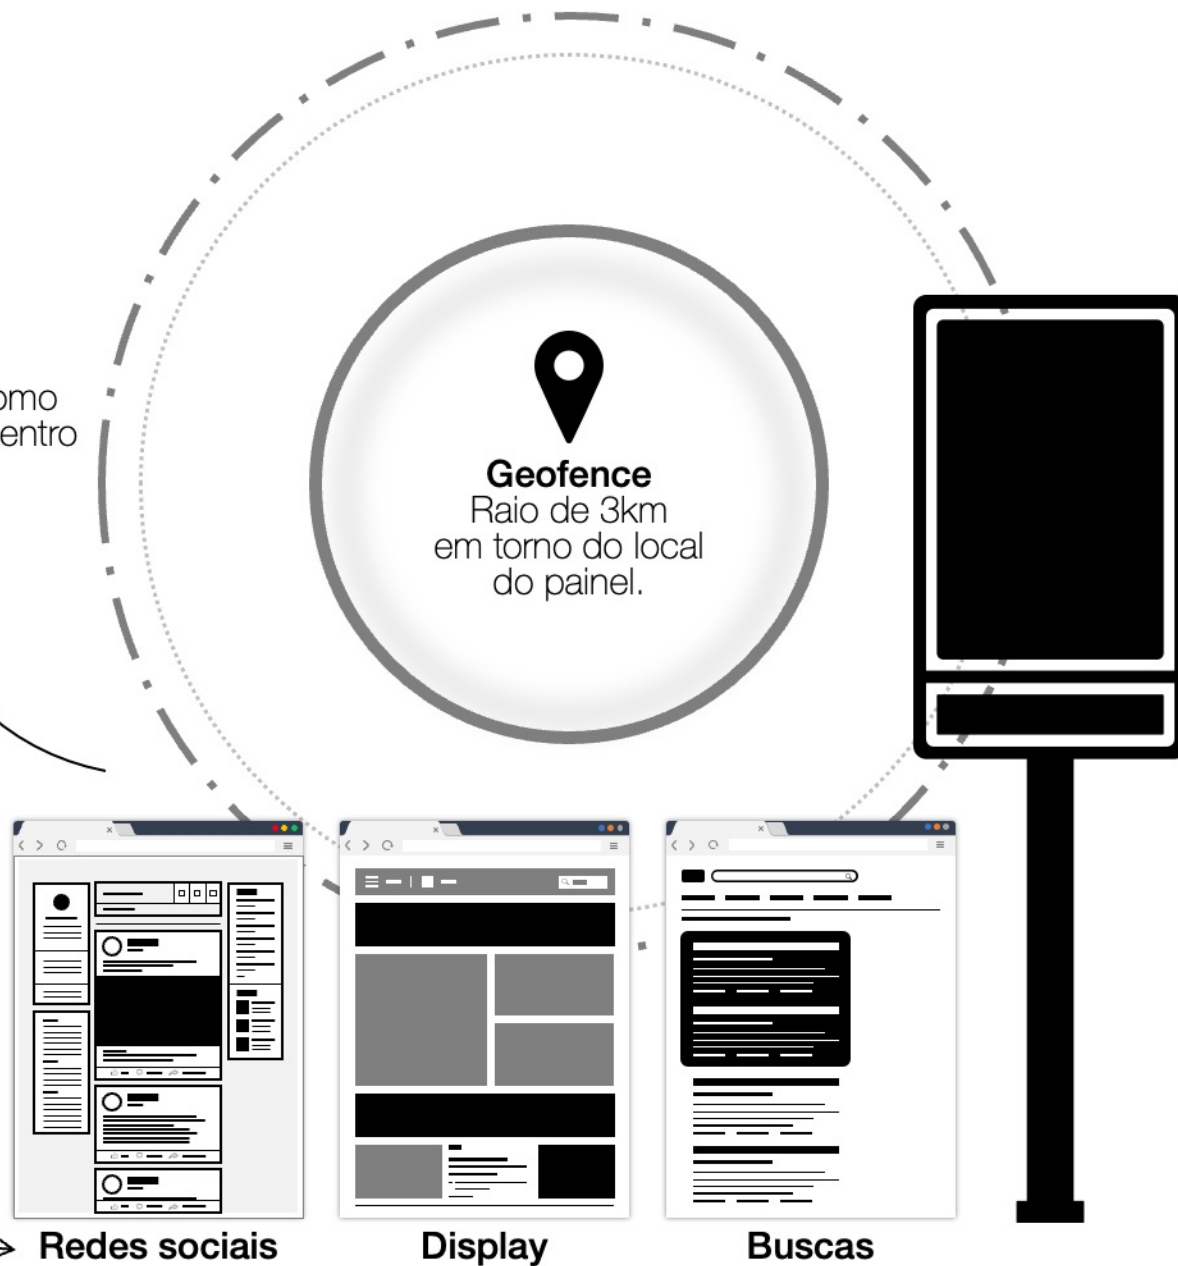 Geofence
Raio de 3km
em torno do local
do painel.
Redes sociais
Display
Buscas